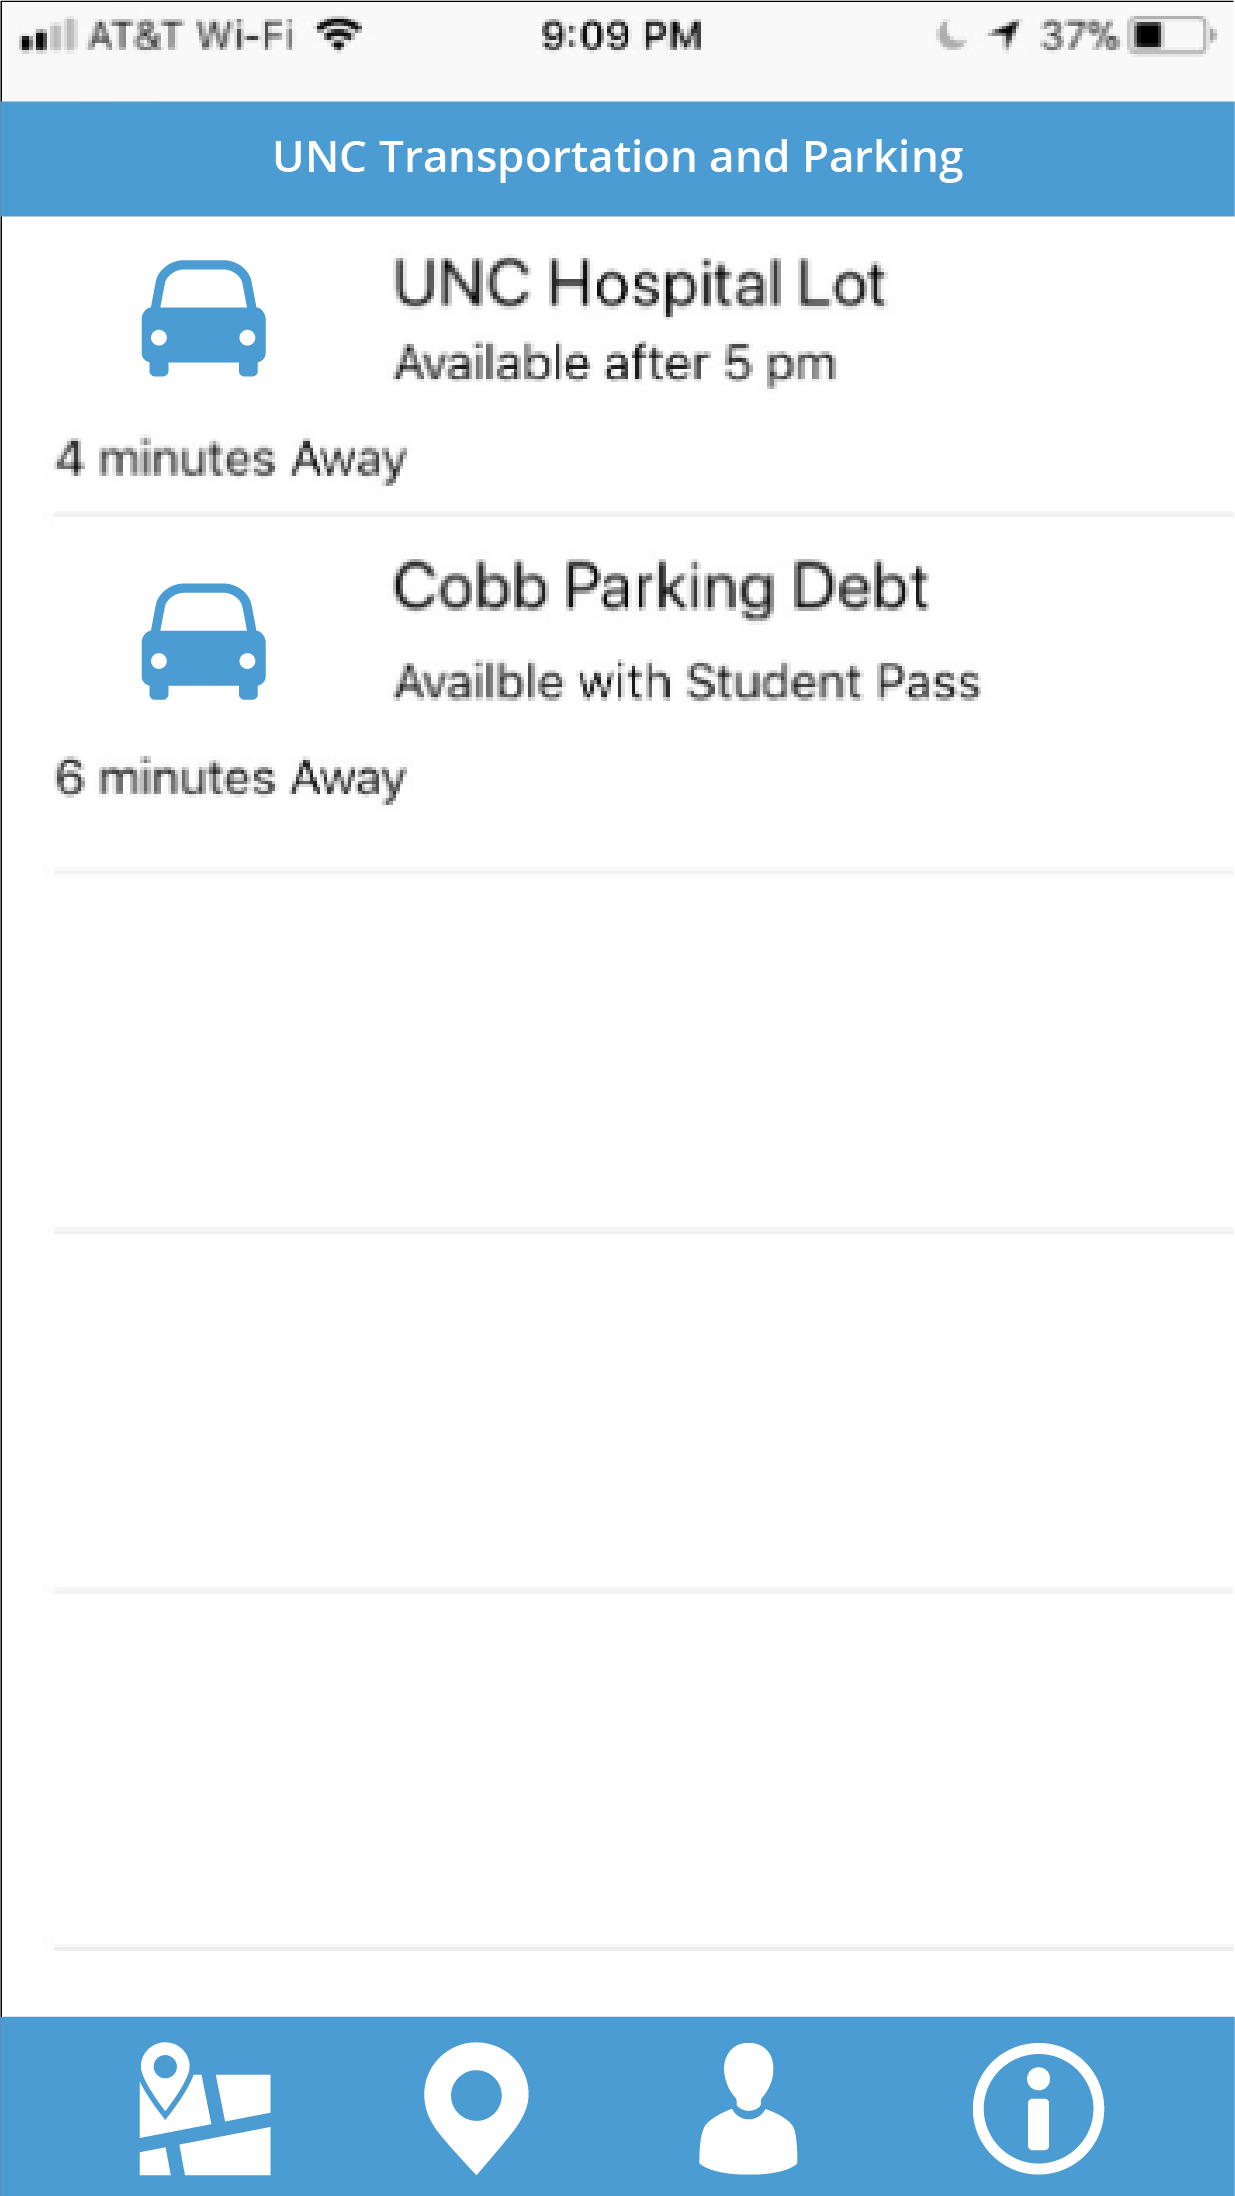 AT&T Wi-Fi 9:09 PM 37%
UNC Transportation and Parking
UNC Hospital Lot
Available after 5 pm
4 minutes Away
Cobb Parking Debt
Availble with Student Pass
6 minutes Away